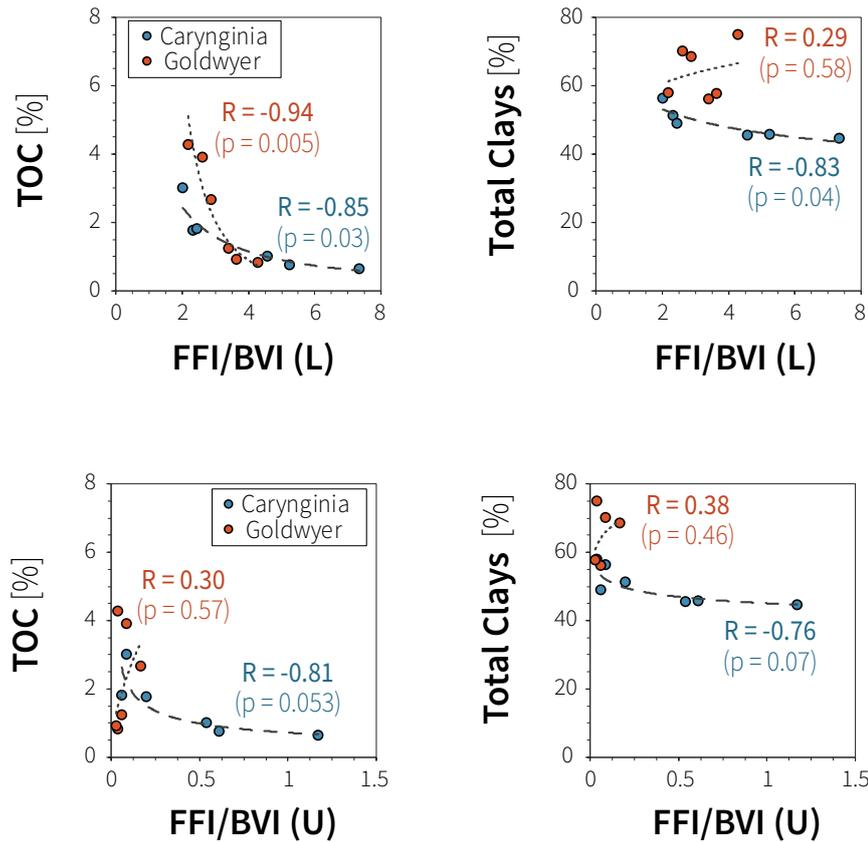 8
6
4
2
0
TOC [%]
Carynginia
Goldwyer
R = -0.94
(p = 0.005)
R = -0.85
(p = 0.03)
0 2 4 6 8
FFI/BVI (L)
80
60
40
20
0
Total Clays [%]
R = 0.29
(p = 0.58)
R = -0.83
(p = 0.04)
0 2 4 6 8
FFI/BVI (L)
8
6
4
2
0
TOC [%]
Carynginia
Goldwyer
R = 0.30
(p = 0.57)
R = -0.81
(p = 0.053)
0 0.5 1 1.5
FFI/BVI (U)
80
60
40
20
0
Total Clays [%]
R = 0.38
(p = 0.46)
R = -0.76
(p = 0.07)
0 0.5 1 1.5
FFI/BVI (U)